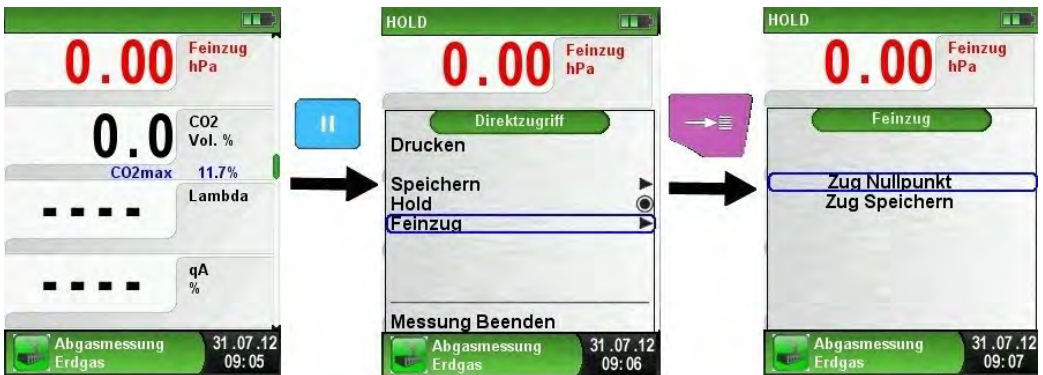 0.00 Feinzug
hPa
0.0 CO2
Vol. %
CO2max 11.7%
---- Lambda
---- qA
%
Abgasmessung
Erdgas
31.07.12
09:05
HOLD
0.00 Feinzug
hPa
Direktzugriff
Drucken
Speichern
Hold
Feinzug
Messung Beenden
Abgasmessung
Erdgas
31.07.12
09:06
HOLD
0.00 Feinzug
hPa
Feinzug
Zug Nullpunkt
Zug Speichern
Abgasmessung
Erdgas
31.07.12
09:07